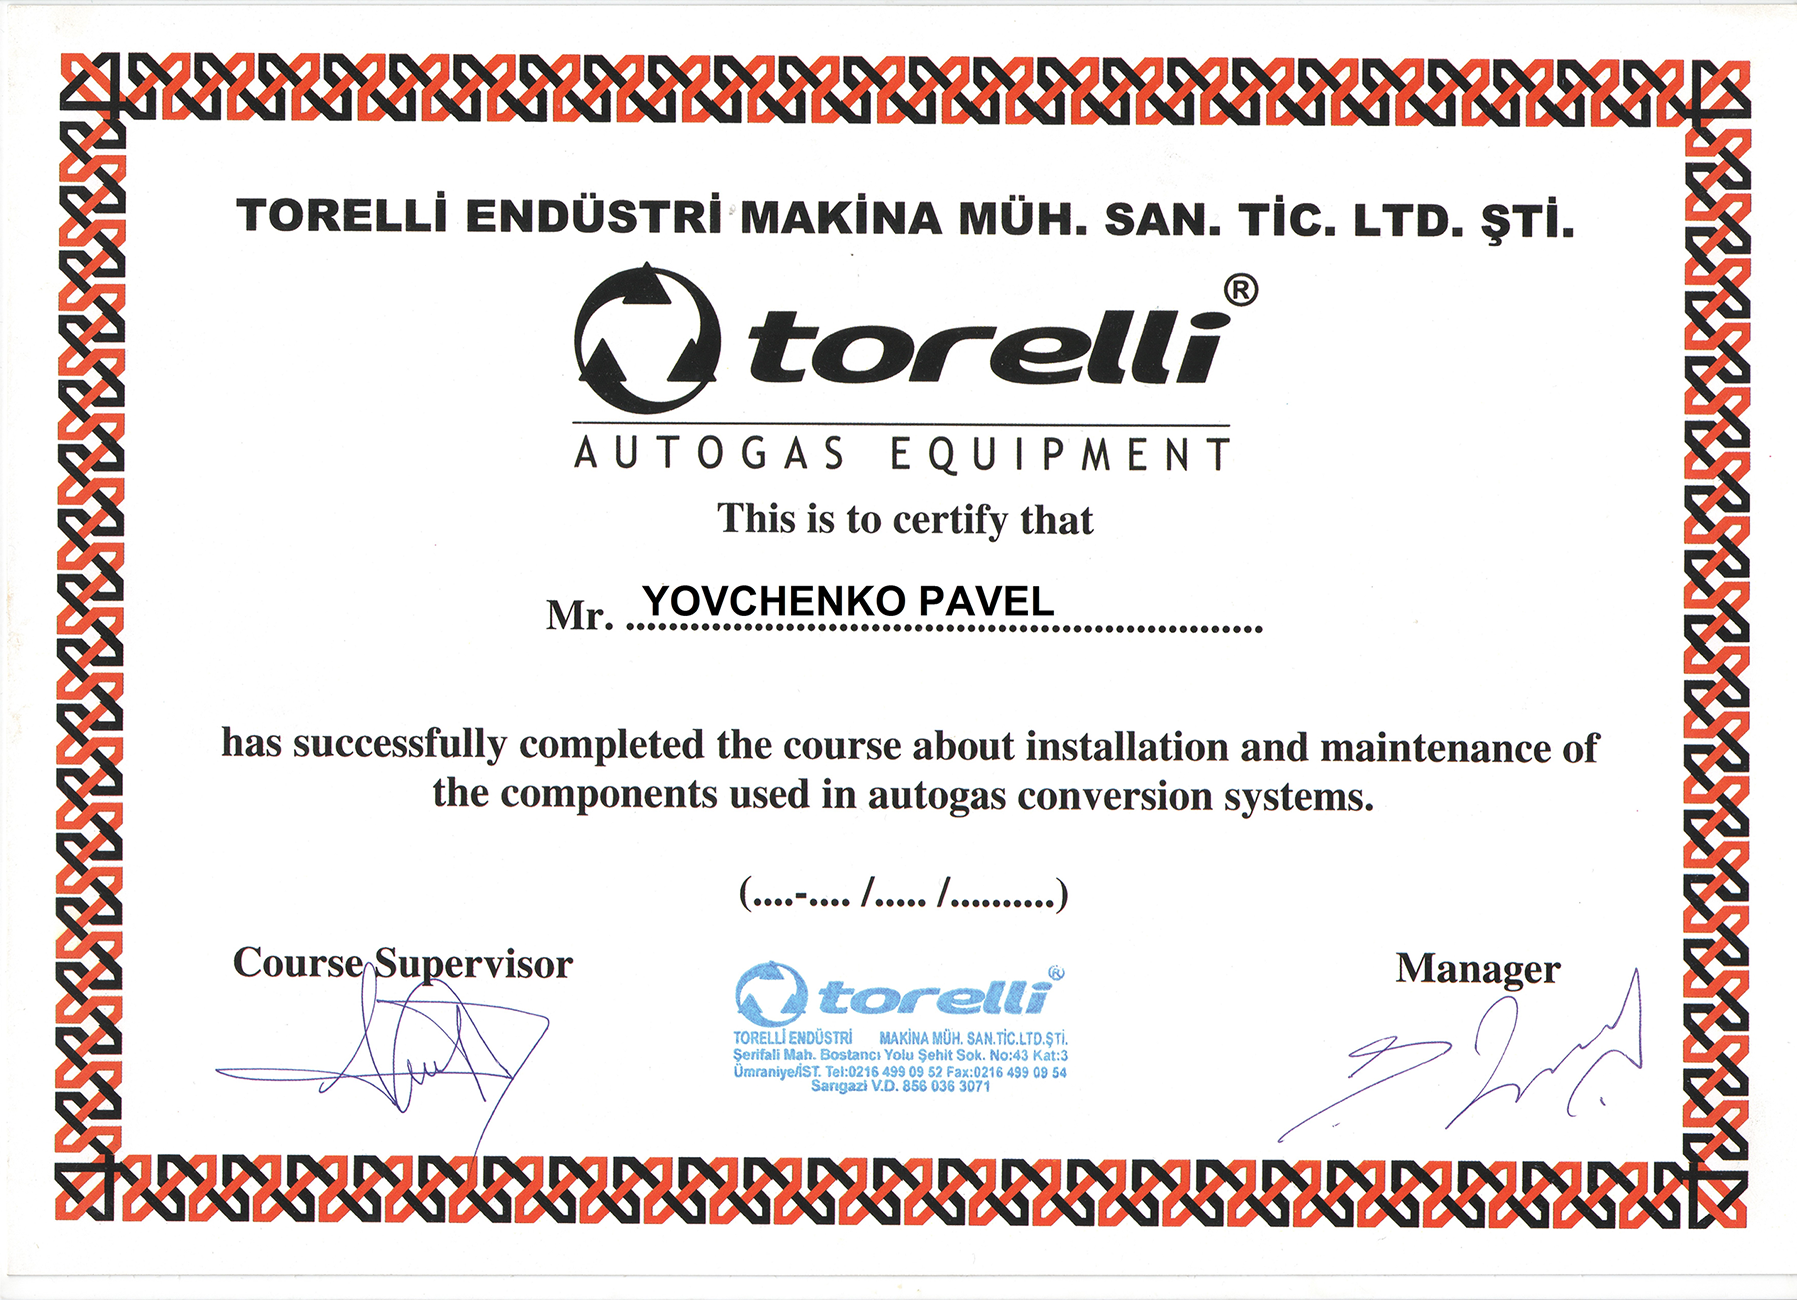 TORELLİ ENDÜSTRİ MAKİNA MÜH. SAN. TİC. LTD. ŞTİ.
torelli®
AUTOGAS EQUIPMENT
This is to certify that
Mr. YOVCHENKO PAVEL
has successfully completed the course about installation and maintenance of
the components used in autogas conversion systems.
(....-.... /..... /...........)
Course Supervisor
Manager
torelli®
TORELLİ ENDÜSTRİ MAKİNA MÜH. SAN.TİC.LTD.ŞTİ.
Şerifali Mah. Bostancı Yolu Şehit Sok. No:43 Kat:3
Ümraniye/İST. Tel:0216 499 09 52 Fax:0216 499 09 54
Sarıgazi V.D. 856 036 3071